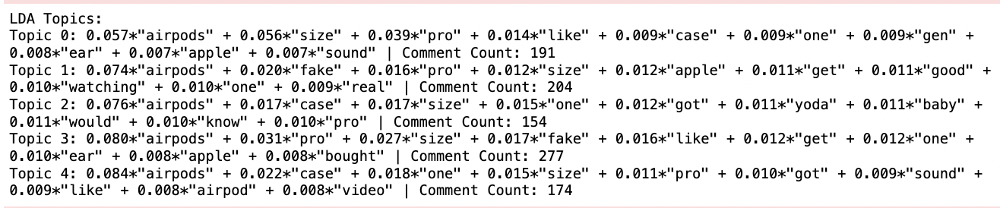 LDA Topics:
Topic 0: 0.057*"airpods" + 0.056*"size" + 0.039*"pro" + 0.014*"like" + 0.009*"case" + 0.009*"one" + 0.009*"gen" +
0.008*"ear" + 0.007*"apple" + 0.007*"sound" | Comment Count: 191
Topic 1: 0.074*"airpods" + 0.020*"fake" + 0.016*"pro" + 0.012*"size" + 0.012*"apple" + 0.011*"get" + 0.011*"good" +
0.010*"watching" + 0.010*"one" + 0.009*"real" | Comment Count: 204
Topic 2: 0.076*"airpods" + 0.017*"case" + 0.017*"size" + 0.015*"one" + 0.012*"got" + 0.011*"yoda" + 0.011*"baby" +
0.011*"would" + 0.010*"know" + 0.010*"pro" | Comment Count: 154
Topic 3: 0.080*"airpods" + 0.031*"pro" + 0.027*"size" + 0.017*"fake" + 0.016*"like" + 0.012*"get" + 0.012*"one" +
0.010*"ear" + 0.008*"apple" + 0.008*"bought" | Comment Count: 277
Topic 4: 0.084*"airpods" + 0.022*"case" + 0.018*"one" + 0.015*"size" + 0.011*"pro" + 0.010*"got" + 0.009*"sound" +
0.009*"like" + 0.008*"airpod" + 0.008*"video" | Comment Count: 174